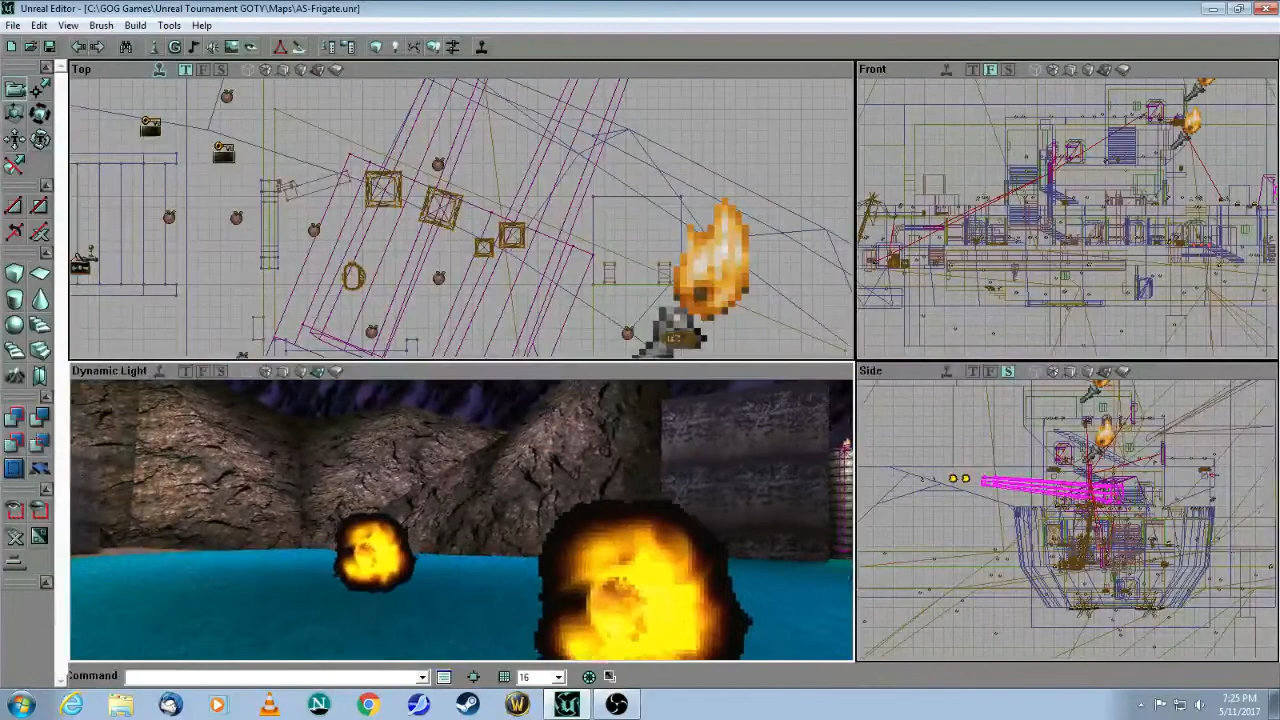 Unreal Editor - [C:\GOG Games\Unreal Tournament GOTY\Maps\AS-Frigate.unr]
File Edit View Brush Build Tools Help
Top T F S
Front T F S
Dynamic Light T F S
Side T F S
Command 16
7:25 PM
5/11/2017